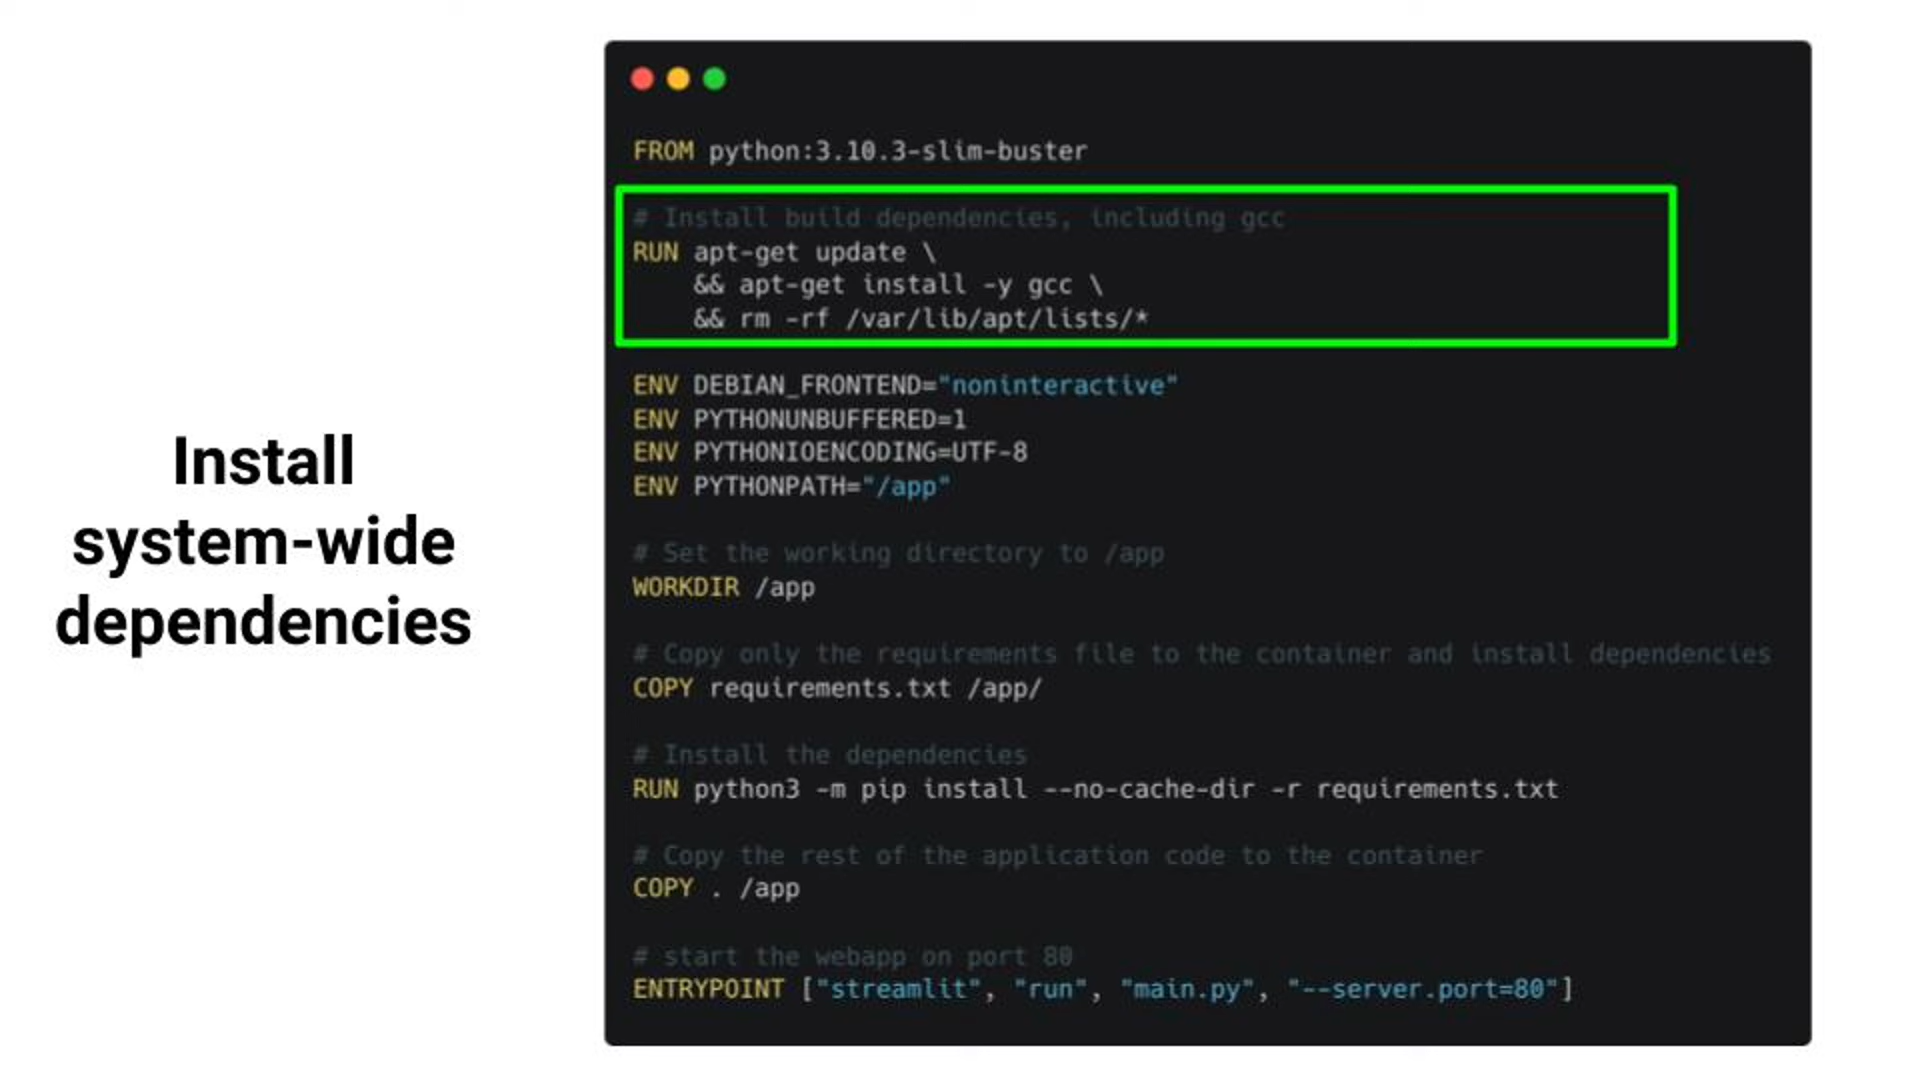 Install
system-wide
dependencies
FROM python:3.10.3-slim-buster
# Install build dependencies, including gcc
RUN apt-get update \
    && apt-get install -y gcc \
    && rm -rf /var/lib/apt/lists/*
ENV DEBIAN_FRONTEND="noninteractive"
ENV PYTHONUNBUFFERED=1
ENV PYTHONIOENCODING=UTF-8
ENV PYTHONPATH="/app"
# Set the working directory to /app
WORKDIR /app
# Copy only the requirements file to the container and install dependencies
COPY requirements.txt /app/
# Install the dependencies
RUN python3 -m pip install --no-cache-dir -r requirements.txt
# Copy the rest of the application code to the container
COPY . /app
# start the webapp on port 80
ENTRYPOINT ["streamlit", "run", "main.py", "--server.port=80"]